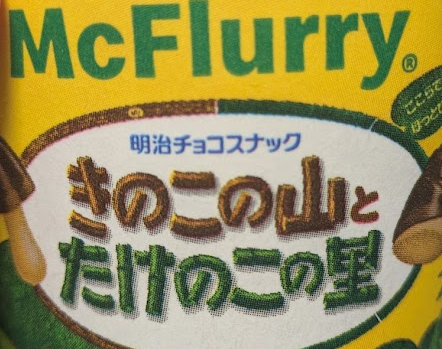 McFlurry®
明治チョコスナック
きのこの山と
たけのこの里